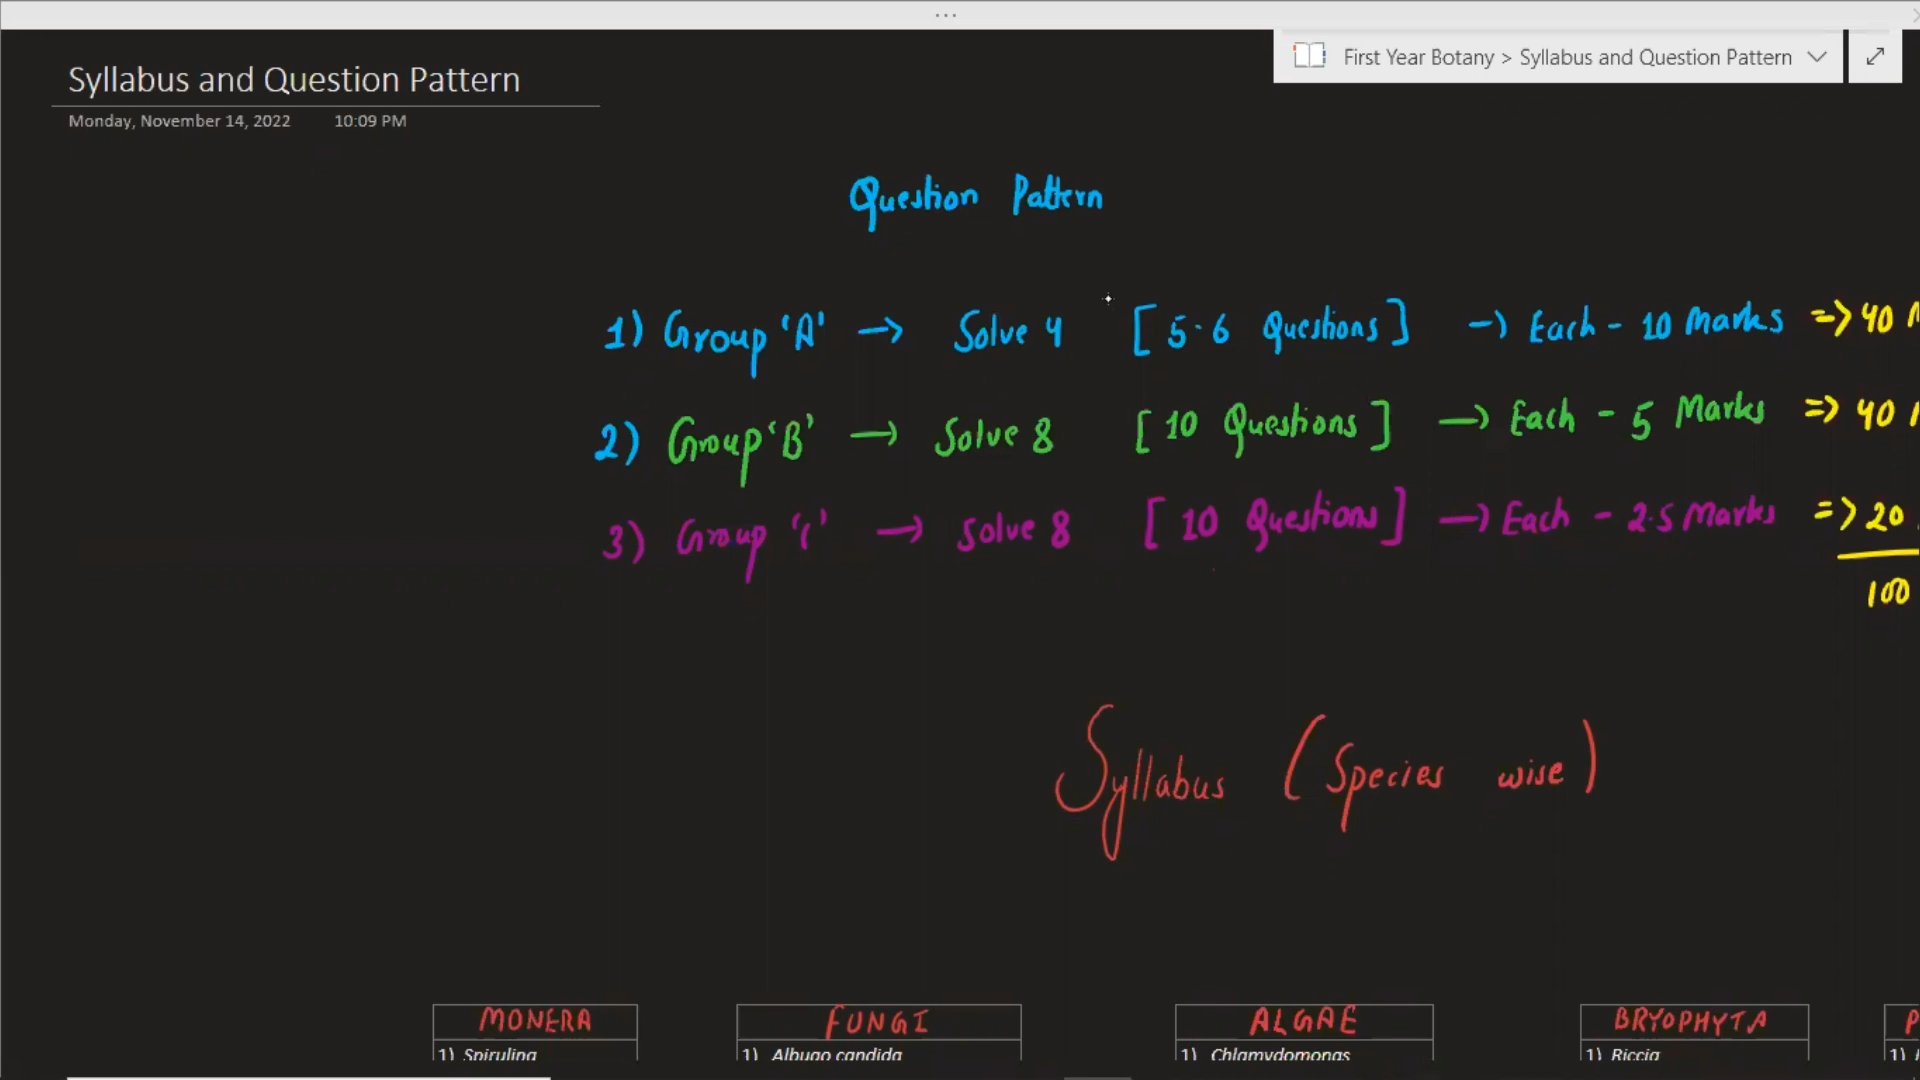 ...
First Year Botany > Syllabus and Question Pattern
Syllabus and Question Pattern
Monday, November 14, 2022 10:09 PM
Question Pattern
1) Group 'A' → Solve 4 [ 5-6 Questions ] → Each - 10 Marks => 40 M
2) Group 'B' → Solve 8 [ 10 Questions ] → Each - 5 Marks => 40 M
3) Group 'C' → Solve 8 [ 10 Questions ] → Each - 2.5 Marks => 20
100
Syllabus ( Species wise )
MONERA FUNGI ALGAE BRYOPHYTA P
1) Spirulina 1) Albugo candida 1) Chlamydomonas 1) Riccia 1)